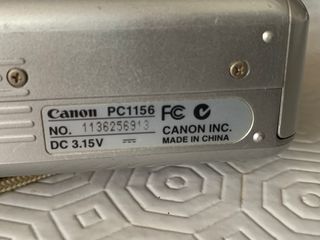 Canon PC1156 FC
NO. 1136256913 CANON INC.
DC 3.15V MADE IN CHINA